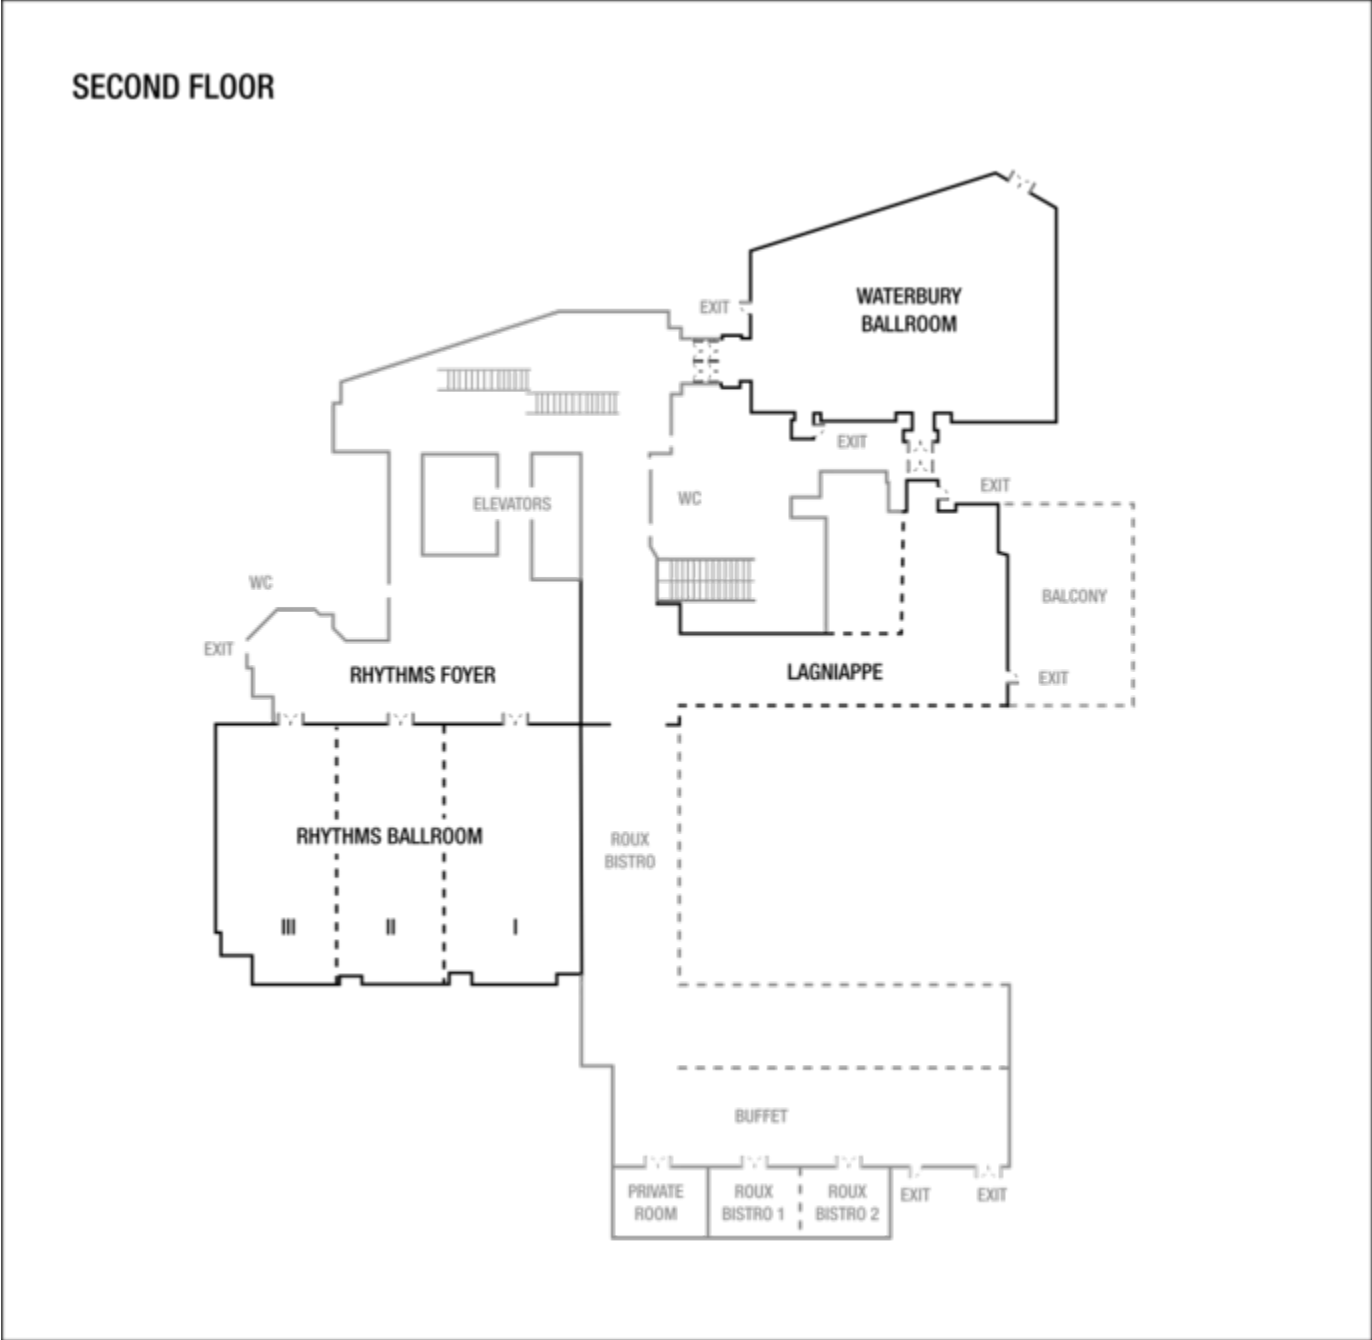 SECOND FLOOR
WATERBURY
BALLROOM
EXIT
EXIT
ELEVATORS
WC
EXIT
WC
BALCONY
EXIT
RHYTHMS FOYER
LAGNIAPPE
EXIT
RHYTHMS BALLROOM
ROUX
BISTRO
III
II
I
BUFFET
PRIVATE
ROOM
ROUX
BISTRO 1
ROUX
BISTRO 2
EXIT
EXIT